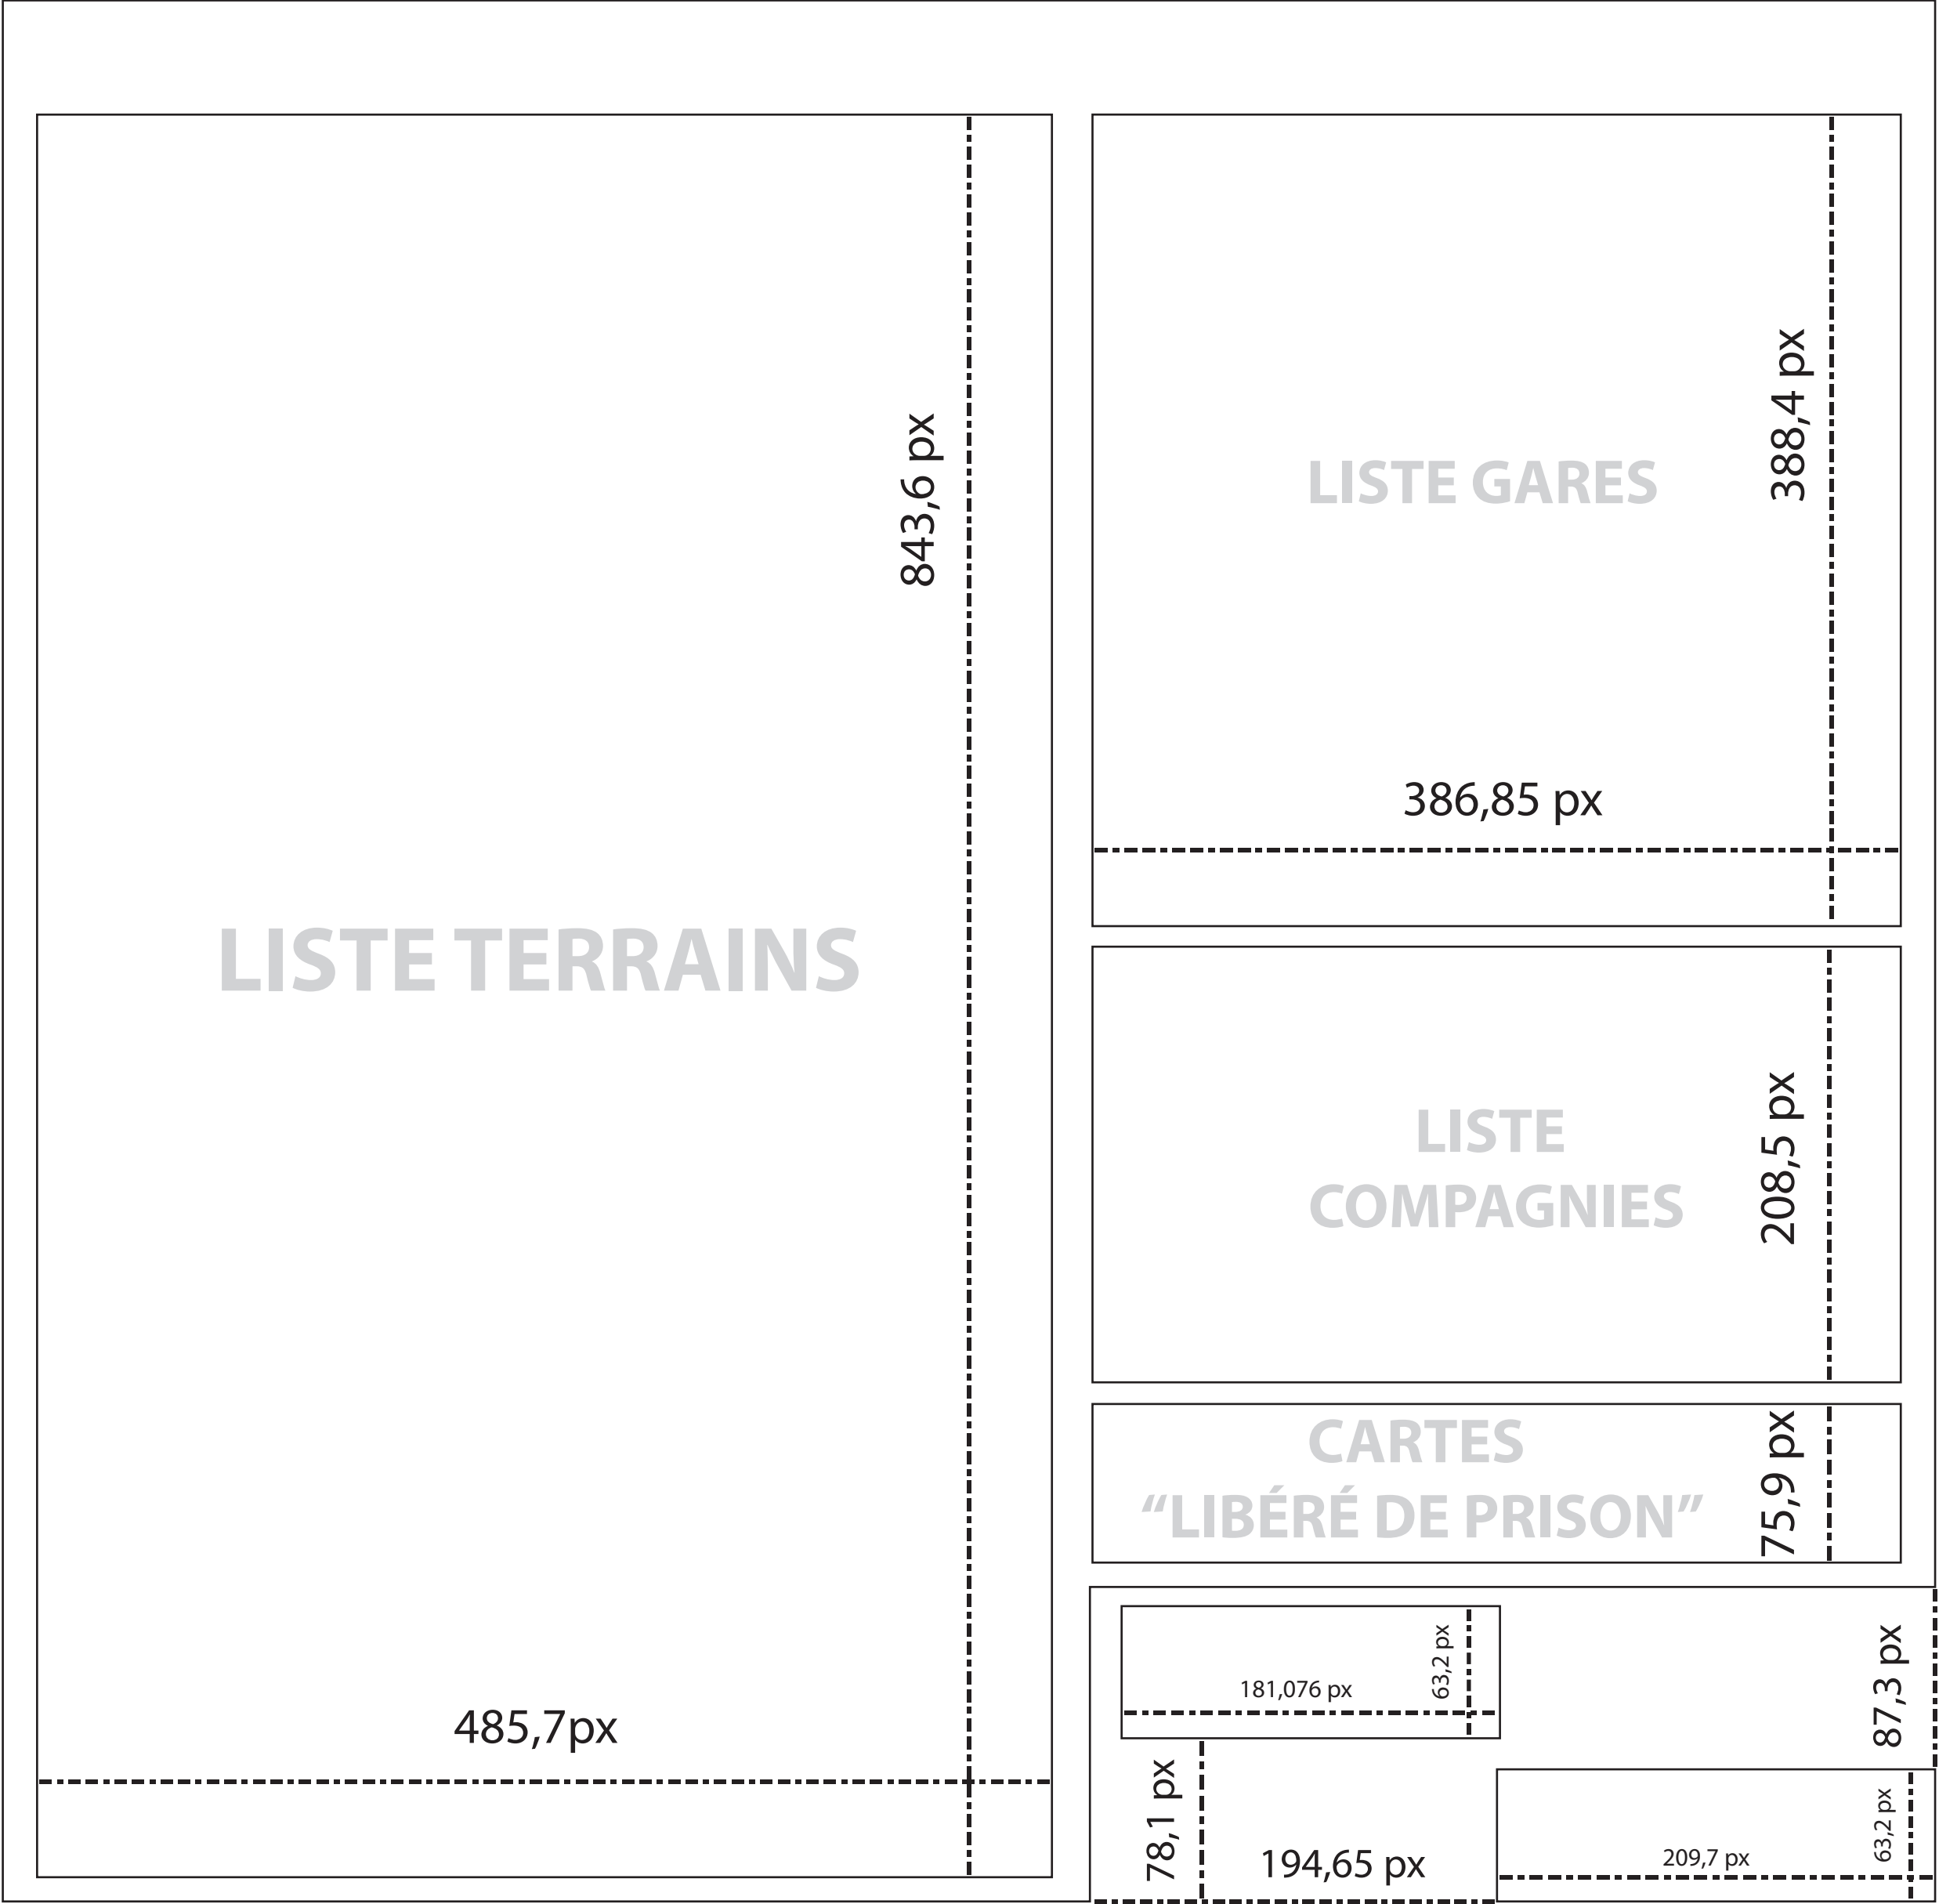 LISTE TERRAINS
843,6 px
485,7px
LISTE GARES
388,4 px
386,85 px
LISTE
COMPAGNIES
208,5 px
CARTES
“LIBÉRÉ DE PRISON”
75,9 px
181,076 px
63,2 px
87,3 px
78,1 px
194,65 px
209,7 px
63,2 px